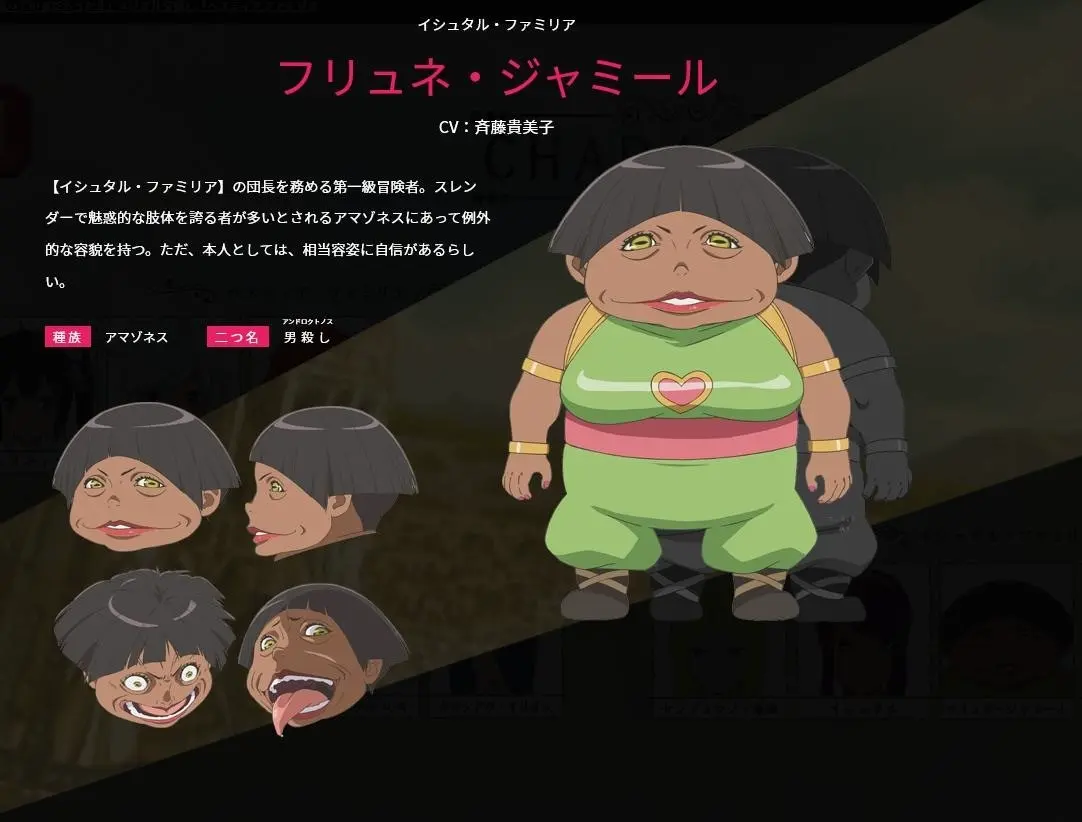 イシュタル・ファミリア
フリュネ・ジャミール
CV：斉藤貴美子
【イシュタル・ファミリア】の団長を務める第一級冒険者。スレン
ダーで魅惑的な肢体を誇る者が多いとされるアマゾネスにあって例外
的な容貌を持つ。ただ、本人としては、相当容姿に自信があるらし
い。
アンドロクトノス
種族 アマゾネス 二つ名 男殺し